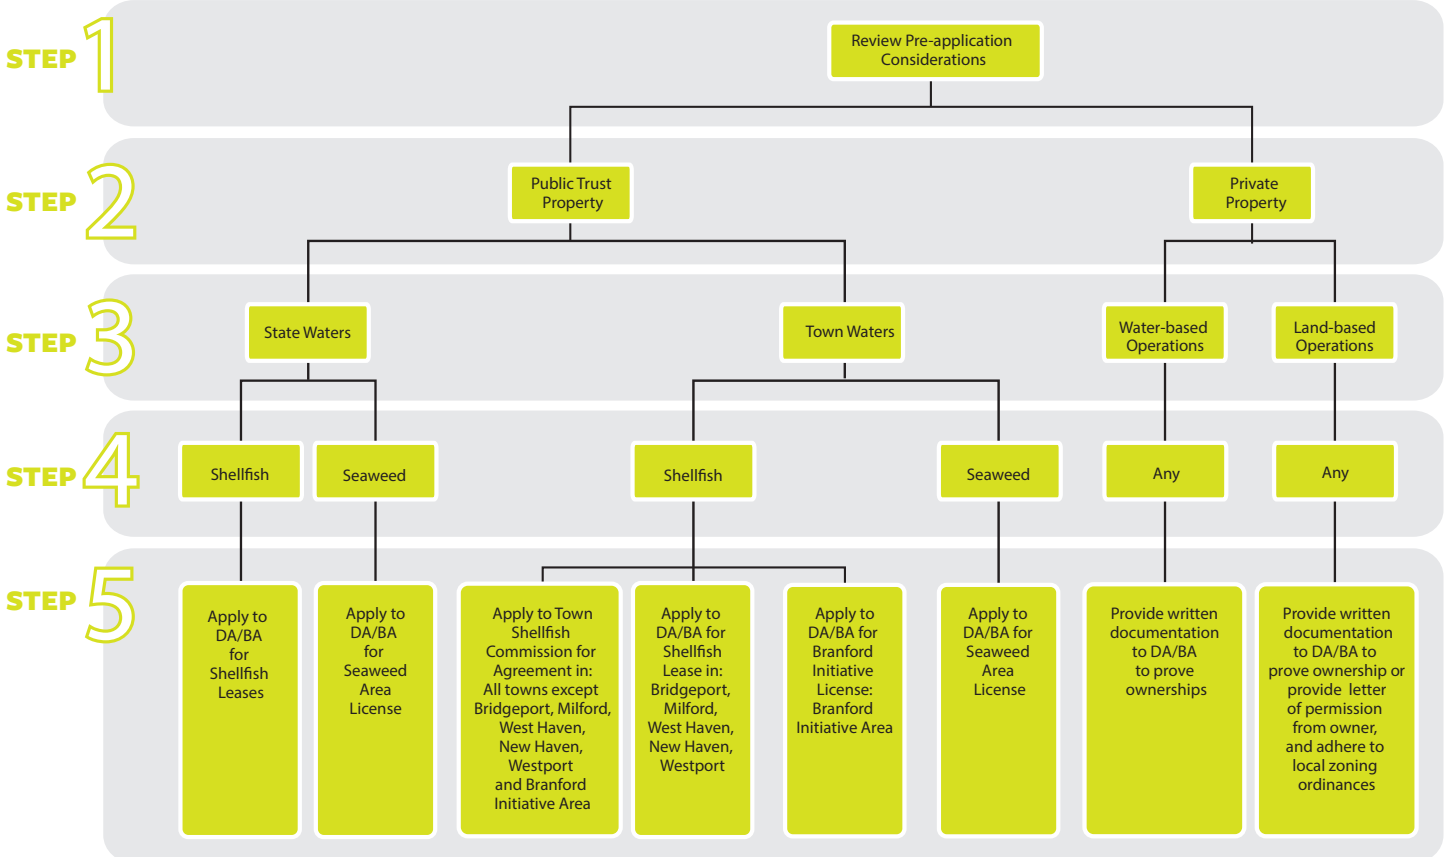 STEP 1
Review Pre-application
Considerations
STEP 2
Public Trust
Property
Private
Property
STEP 3
State Waters
Town Waters
Water-based
Operations
Land-based
Operations
STEP 4
Shellfish
Seaweed
Shellfish
Seaweed
Any
Any
STEP 5
Apply to
DA/BA
for
Shellfish
Leases
Apply to
DA/BA
for
Seaweed
Area
License
Apply to Town
Shellfish
Commission for
Agreement in:
All towns except
Bridgeport, Milford,
West Haven,
New Haven,
Westport
and Branford
Initiative Area
Apply to
DA/BA for
Shellfish
Lease in:
Bridgeport,
Milford,
West Haven,
New Haven,
Westport
Apply to
DA/BA for
Branford
Initiative
License:
Branford
Initiative Area
Apply to
DA/BA for
Seaweed
Area
License
Provide written
documentation
to DA/BA
to prove
ownerships
Provide written
documentation
to DA/BA to
prove ownership or
provide letter
of permission
from owner,
and adhere to
local zoning
ordinances